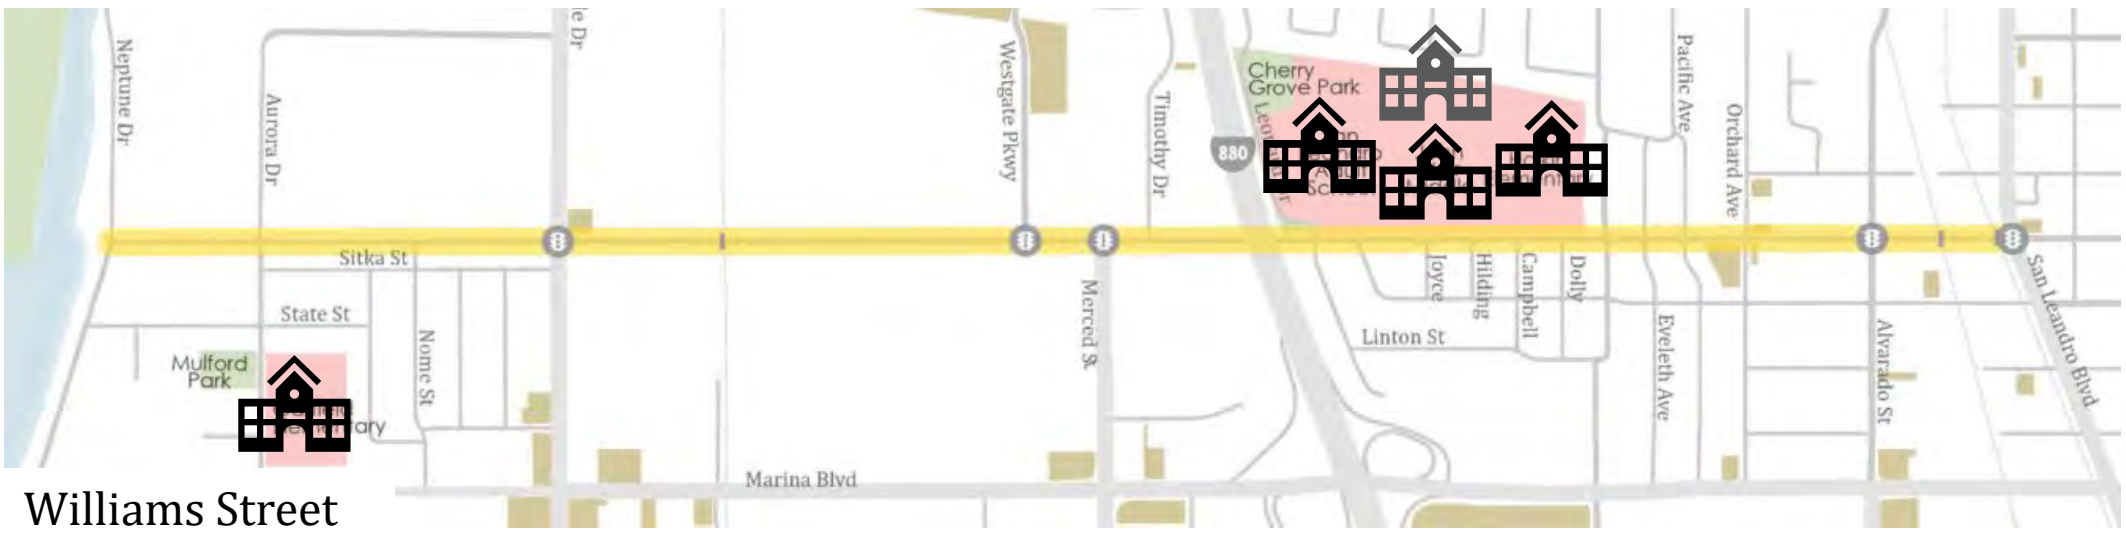 Neptune Dr
Aurora Dr
e Dr
Westgate Pkwy
Timothy Dr
880
Cherry
Grove Park
Pacific Ave
Orchard Ave
Sitka St
State St
Nome St
Mulford
Park
Merced St
Joyce
Hilding
Campbell
Dolly
Linton St
Eveleth Ave
Alvarado St
San Leandro Blvd
Marina Blvd
Williams Street